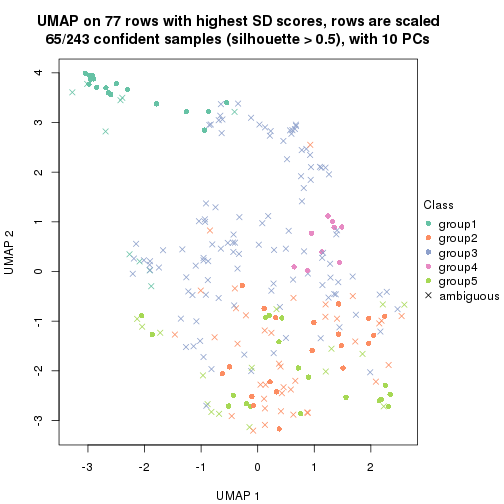 UMAP on 77 rows with highest SD scores, rows are scaled
65/243 confident samples (silhouette > 0.5), with 10 PCs
4
3
2
1
0
-1
-2
-3
UMAP 2
-3
-2
-1
0
1
2
UMAP 1
Class
group1
group2
group3
group4
group5
ambiguous